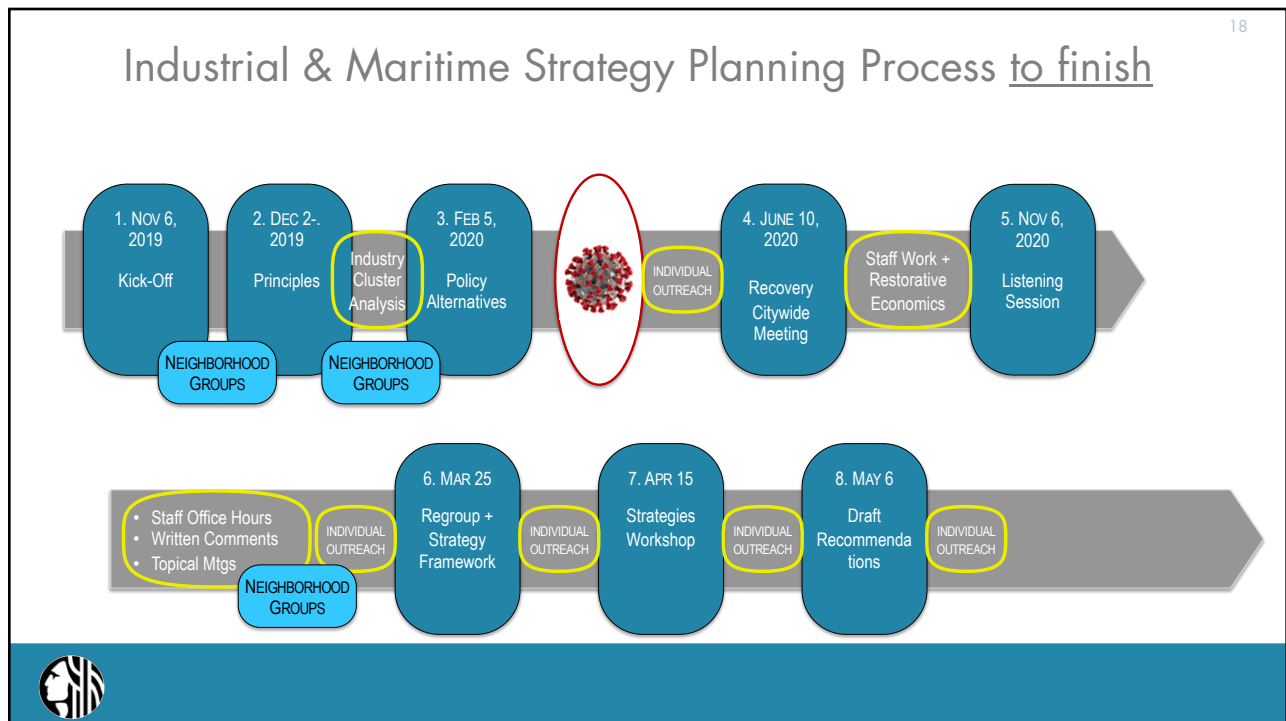 18
Industrial & Maritime Strategy Planning Process to finish
1. NOV 6,
2019
Kick-Off
2. DEC 2-.
2019
Principles
Industry
Cluster
Analysis
3. FEB 5,
2020
Policy
Alternatives
INDIVIDUAL
OUTREACH
4. JUNE 10,
2020
Recovery
Citywide
Meeting
Staff Work +
Restorative
Economics
5. NOV 6,
2020
Listening
Session
NEIGHBORHOOD
GROUPS
NEIGHBORHOOD
GROUPS
• Staff Office Hours
• Written Comments
• Topical Mtgs
NEIGHBORHOOD
GROUPS
INDIVIDUAL
OUTREACH
6. MAR 25
Regroup +
Strategy
Framework
INDIVIDUAL
OUTREACH
7. APR 15
Strategies
Workshop
INDIVIDUAL
OUTREACH
8. MAY 6
Draft
Recommenda
tions
INDIVIDUAL
OUTREACH